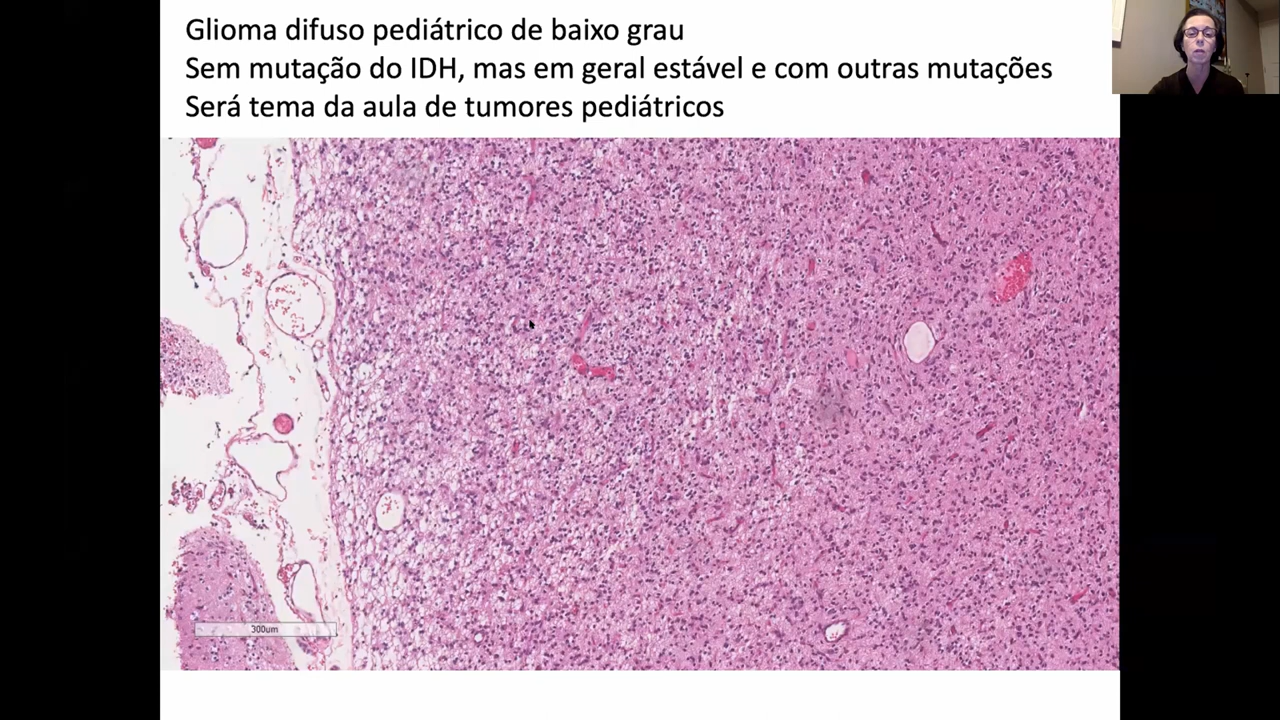 Glioma difuso pediátrico de baixo grau
Sem mutação do IDH, mas em geral estável e com outras mutações
Será tema da aula de tumores pediátricos
300um